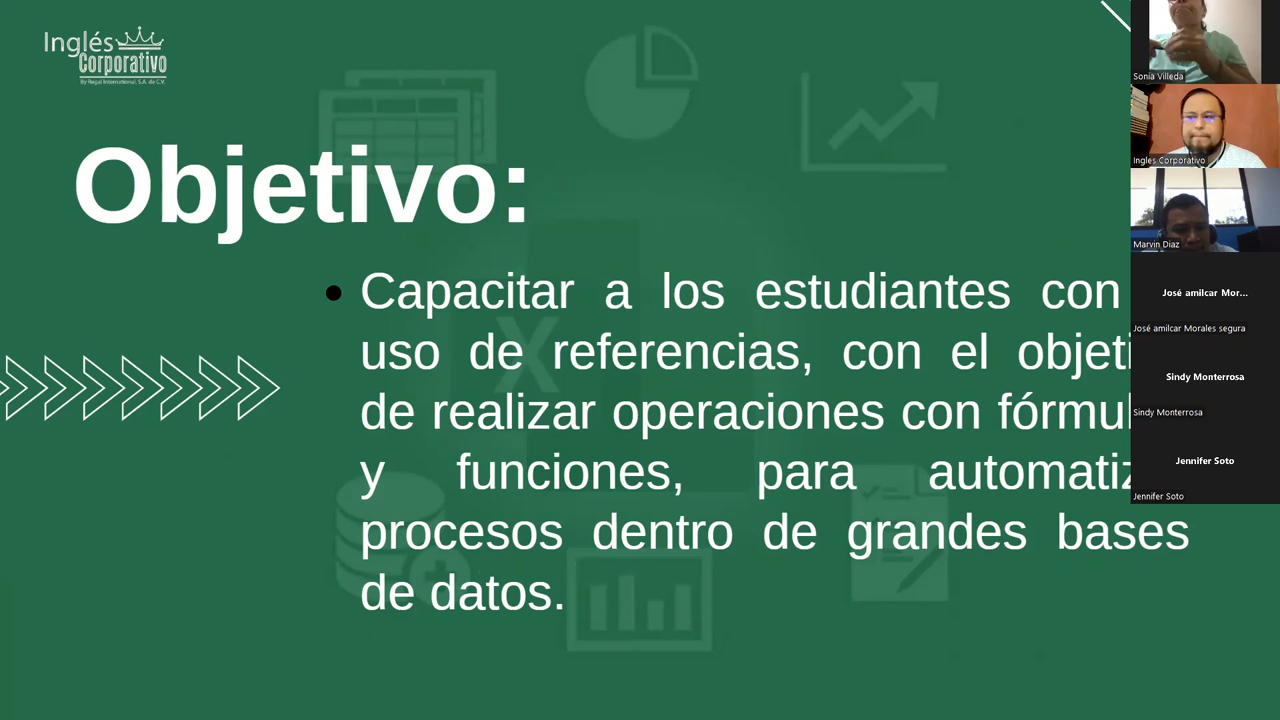 Inglés
Corporativo
By Regal International, S.A. de C.V.
Objetivo:
Capacitar a los estudiantes con
uso de referencias, con el objeti
de realizar operaciones con fórmul
y funciones, para automatiz
procesos dentro de grandes bases
de datos.
Sonia Villeda
Ingles Corporativo
Marvin Diaz
José amilcar Mor...
José amilcar Morales segura
Sindy Monterrosa
Sindy Monterrosa
Jennifer Soto
Jennifer Soto
X